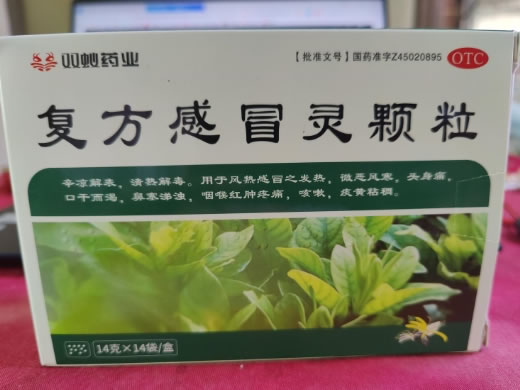 双蚁药业
【批准文号】国药准字Z45020895
OTC
复方感冒灵颗粒
辛凉解表，清热解毒。用于风热感冒之发热，微恶风寒，头身痛，
口干而渴，鼻塞涕浊，咽喉红肿疼痛，咳嗽，痰黄粘稠。
14克×14袋/盒